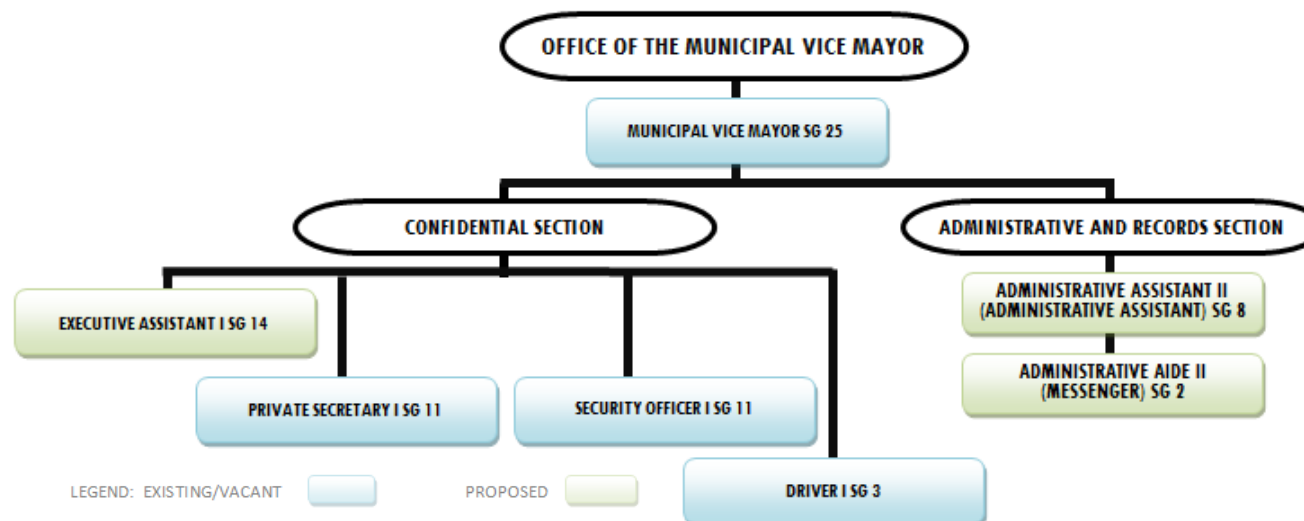 OFFICE OF THE MUNICIPAL VICE MAYOR
MUNICIPAL VICE MAYOR SG 25
CONFIDENTIAL SECTION
ADMINISTRATIVE AND RECORDS SECTION
EXECUTIVE ASSISTANT I SG 14
ADMINISTRATIVE ASSISTANT II
(ADMINISTRATIVE ASSISTANT) SG 8
ADMINISTRATIVE AIDE II
(MESSENGER) SG 2
PRIVATE SECRETARY I SG 11
SECURITY OFFICER I SG 11
DRIVER I SG 3
LEGEND: EXISTING/VACANT
PROPOSED